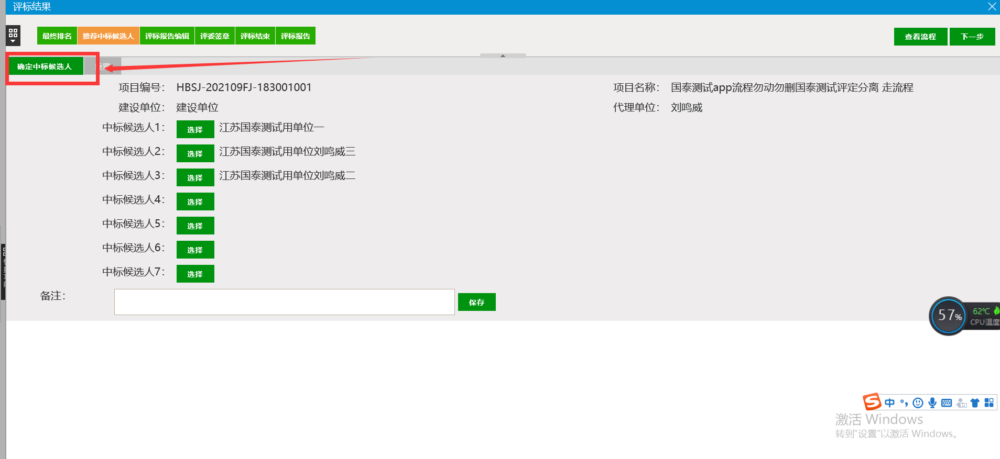 评标结果
最终排名 推荐中标候选人 评标报告编辑 评委签章 评标结束 评标报告 查看流程 下一步
确定中标候选人 重置
项目编号： HBSJ-202109FJ-183001001 项目名称： 国泰测试app流程勿动勿删国泰测试评定分离 走流程
建设单位： 建设单位 代理单位： 刘鸣威
中标候选人1： 选择 江苏国泰测试用单位一
中标候选人2： 选择 江苏国泰测试用单位刘鸣威三
中标候选人3： 选择 江苏国泰测试用单位刘鸣威二
中标候选人4： 选择
中标候选人5： 选择
中标候选人6： 选择
中标候选人7： 选择
备注： 保存
57% 62℃
CPU温度
中
激活 Windows
转到"设置"以激活 Windows。